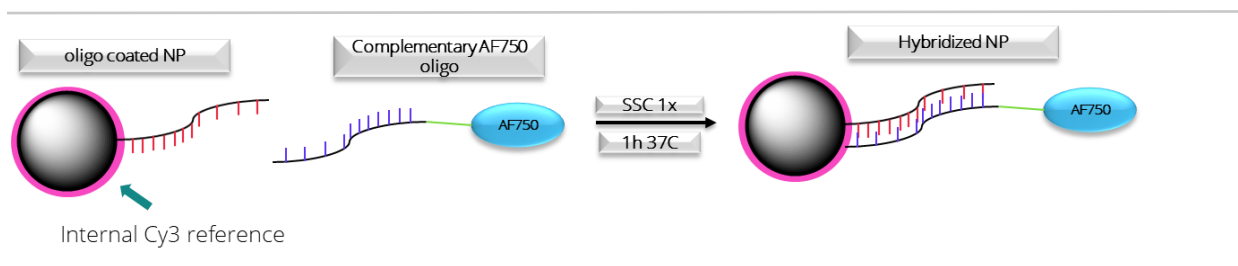 oligo coated NP
Complementary AF750
oligo
Hybridized NP
AF750
SSC 1x
1h 37C
AF750
Internal Cy3 reference